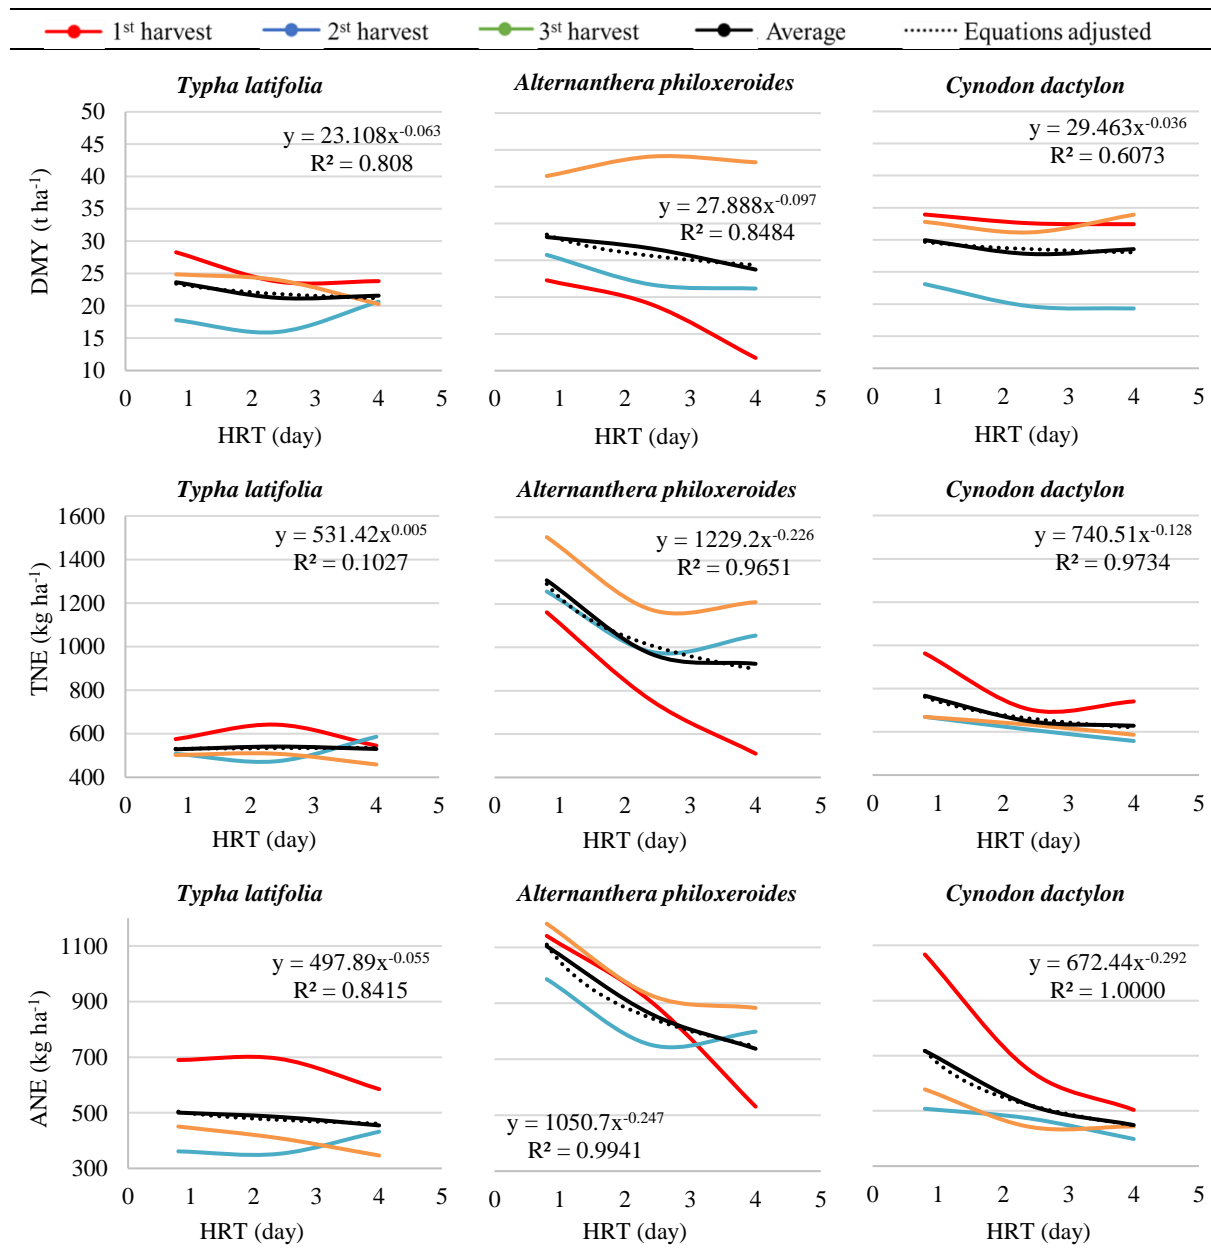 1st harvest 2st harvest 3st harvest Average Equations adjusted
Typha latifolia
Alternanthera philoxeroides
Cynodon dactylon
DMY (t ha-1)
50
45
40
35
30
25
20
15
10
y = 23.108x-0.063
R² = 0.808
y = 27.888x-0.097
R² = 0.8484
y = 29.463x-0.036
R² = 0.6073
0 1 2 3 4 5
0 1 2 3 4 5
0 1 2 3 4 5
HRT (day)
HRT (day)
HRT (day)
Typha latifolia
Alternanthera philoxeroides
Cynodon dactylon
TNE (kg ha-1)
1600
1400
1200
1000
800
600
400
y = 531.42x0.005
R² = 0.1027
y = 1229.2x-0.226
R² = 0.9651
y = 740.51x-0.128
R² = 0.9734
0 1 2 3 4 5
0 1 2 3 4 5
0 1 2 3 4 5
HRT (day)
HRT (day)
HRT (day)
Typha latifolia
Alternanthera philoxeroides
Cynodon dactylon
ANE (kg ha-1)
1100
900
700
500
300
y = 497.89x-0.055
R² = 0.8415
y = 1050.7x-0.247
R² = 0.9941
y = 672.44x-0.292
R² = 1.0000
0 1 2 3 4 5
0 1 2 3 4 5
0 1 2 3 4 5
HRT (day)
HRT (day)
HRT (day)